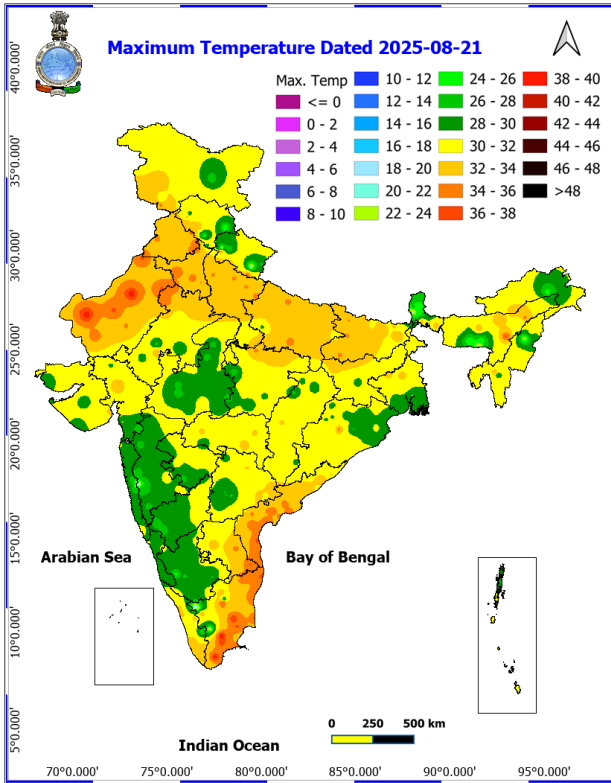 Maximum Temperature Dated 2025-08-21
Max. Temp
<= 0
0 - 2
2 - 4
4 - 6
6 - 8
8 - 10
10 - 12
12 - 14
14 - 16
16 - 18
18 - 20
20 - 22
22 - 24
24 - 26
26 - 28
28 - 30
30 - 32
32 - 34
34 - 36
36 - 38
38 - 40
40 - 42
42 - 44
44 - 46
46 - 48
>48
40°0.000'
35°0.000'
30°0.000'
25°0.000'
20°0.000'
15°0.000'
10°0.000'
5°0.000'
Arabian Sea
Bay of Bengal
0 250 500 km
Indian Ocean
70°0.000' 75°0.000' 80°0.000' 85°0.000' 90°0.000' 95°0.000'